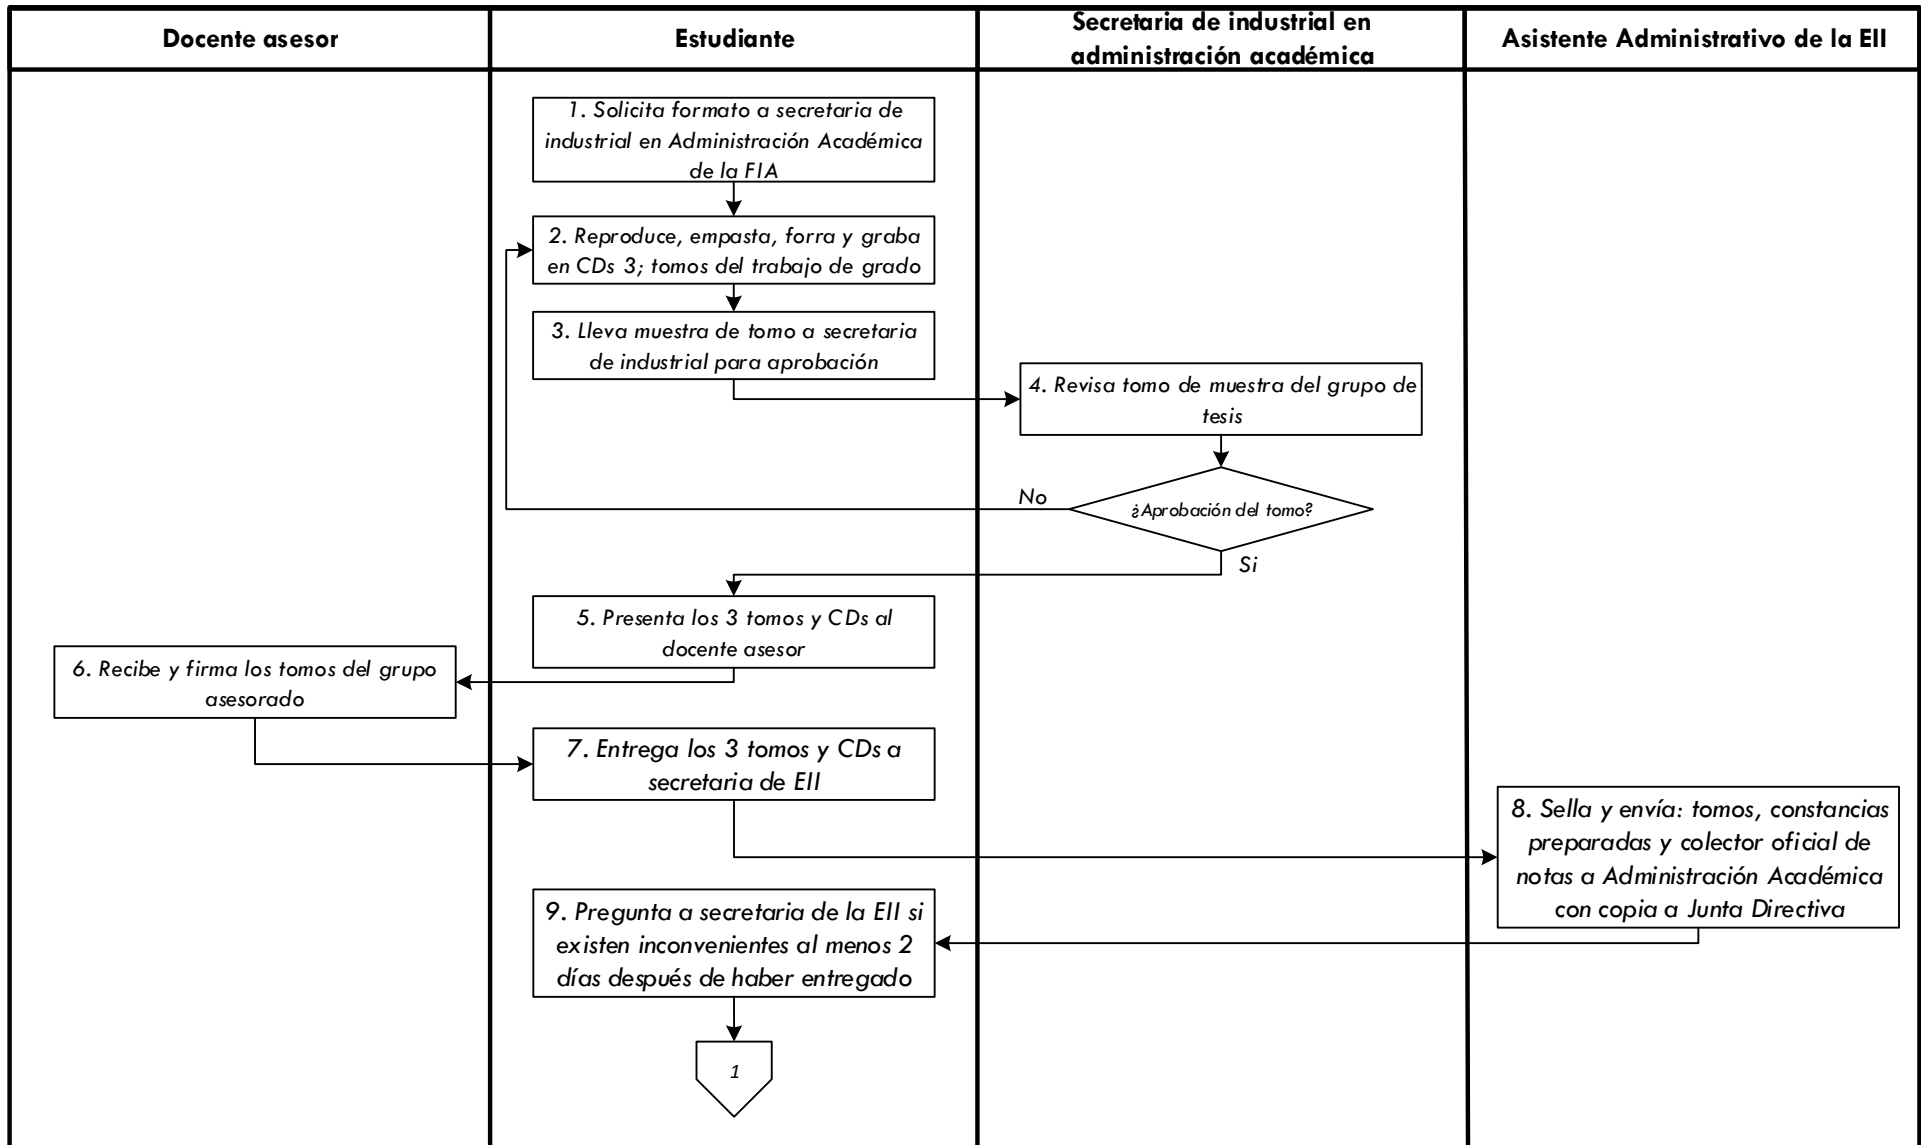 Docente asesor
Estudiante
Secretaria de industrial en
administración académica
Asistente Administrativo de la EII
1. Solicita formato a secretaria de
industrial en Administración Académica
de la FIA
2. Reproduce, empasta, forra y graba
en CDs 3; tomos del trabajo de grado
3. Lleva muestra de tomo a secretaria
de industrial para aprobación
4. Revisa tomo de muestra del grupo de
tesis
No
¿Aprobación del tomo?
Si
5. Presenta los 3 tomos y CDs al
docente asesor
6. Recibe y firma los tomos del grupo
asesorado
7. Entrega los 3 tomos y CDs a
secretaria de EII
8. Sella y envía: tomos, constancias
preparadas y colector oficial de
notas a Administración Académica
con copia a Junta Directiva
9. Pregunta a secretaria de la EII si
existen inconvenientes al menos 2
días después de haber entregado
1